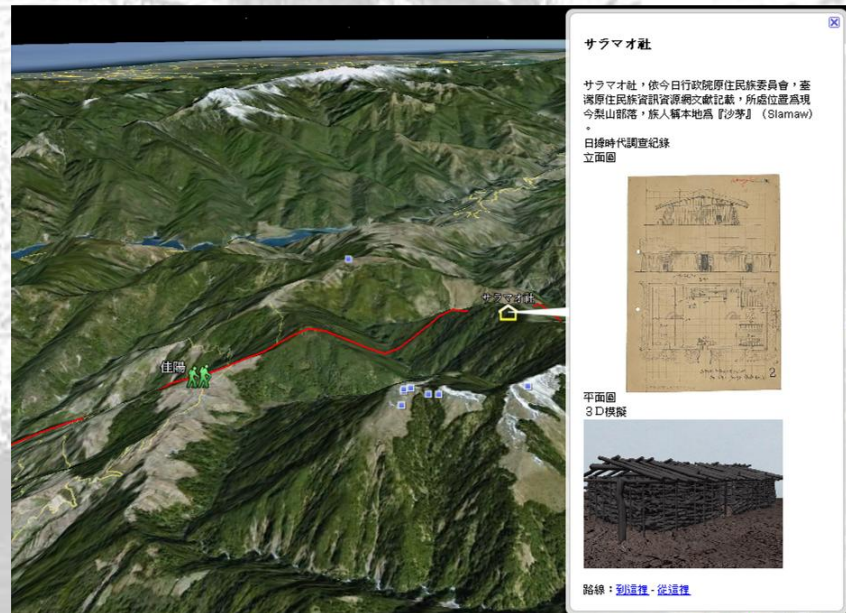 サラマオ社
サラマオ社，依今日行政院原住民族委員會，臺
灣原住民族資訊資源網文獻記載，所處位置為現
今梨山部落，族人稱本地為『沙茅』（Slamaw）
。
日據時代調查紀錄
立面圖
2
平面圖
３Ｄ模擬
路線：到這裡 - 從這裡
サラマオ社
佳陽